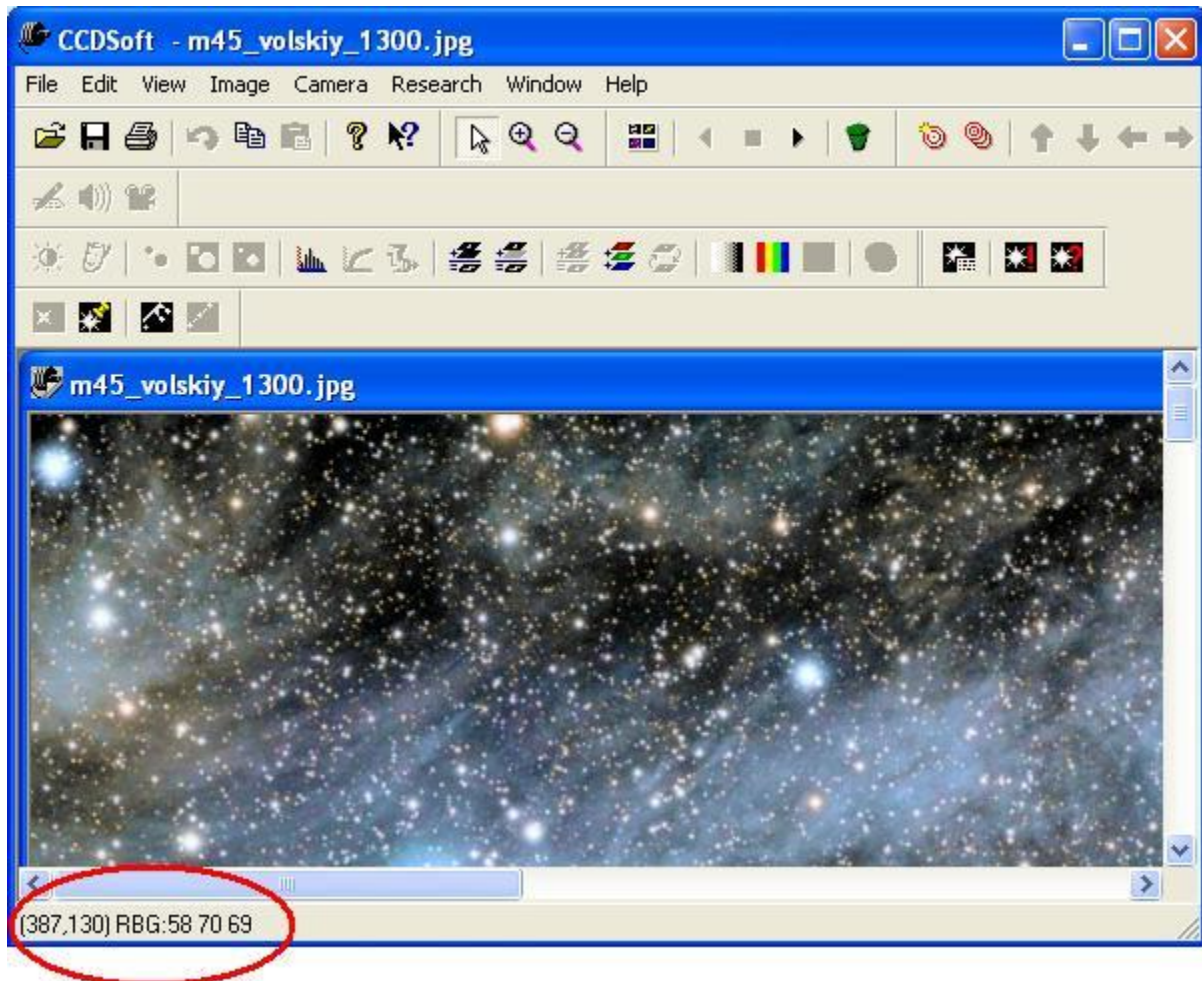 CCDSoft - m45_volskiy_1300.jpg
File Edit View Image Camera Research Window Help
m45_volskiy_1300.jpg
(387,130) RBG:58 70 69